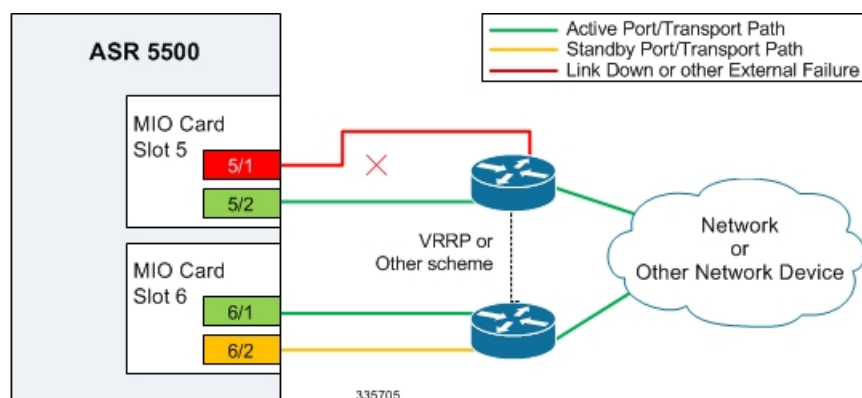 ASR 5500
Active Port/Transport Path
Standby Port/Transport Path
Link Down or other External Failure
MIO Card
Slot 5
5/1
5/2
VRRP or
Other scheme
Network
or
Other Network Device
MIO Card
Slot 6
6/1
6/2
335705